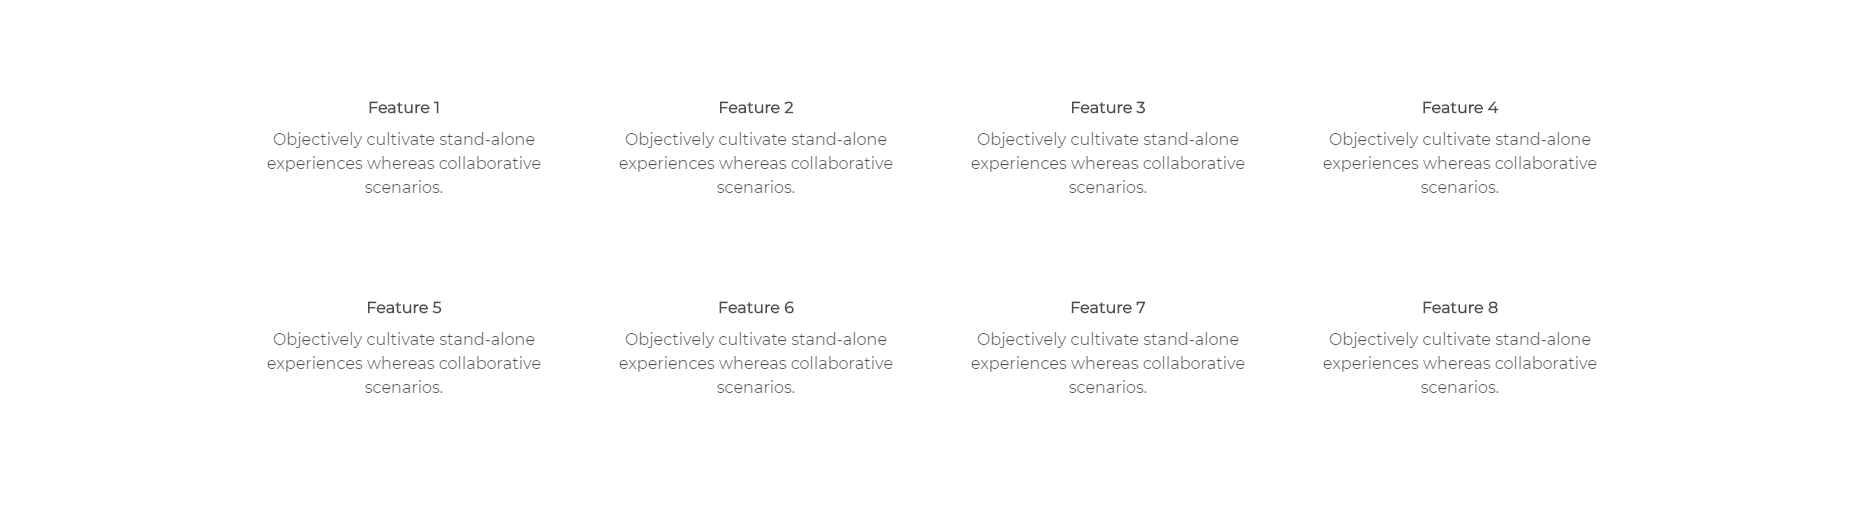 Feature 1
Objectively cultivate stand-alone
experiences whereas collaborative
scenarios.
Feature 2
Objectively cultivate stand-alone
experiences whereas collaborative
scenarios.
Feature 3
Objectively cultivate stand-alone
experiences whereas collaborative
scenarios.
Feature 4
Objectively cultivate stand-alone
experiences whereas collaborative
scenarios.
Feature 5
Objectively cultivate stand-alone
experiences whereas collaborative
scenarios.
Feature 6
Objectively cultivate stand-alone
experiences whereas collaborative
scenarios.
Feature 7
Objectively cultivate stand-alone
experiences whereas collaborative
scenarios.
Feature 8
Objectively cultivate stand-alone
experiences whereas collaborative
scenarios.